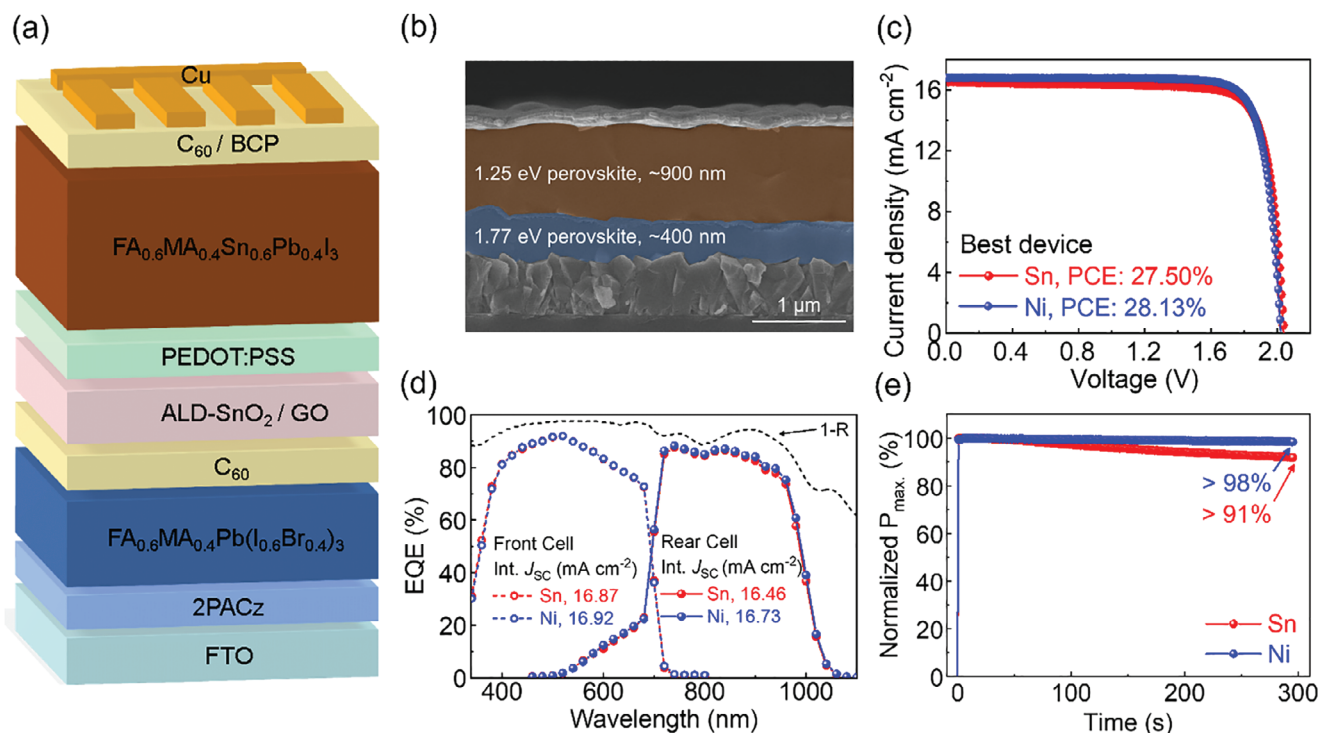 (a)
Cu
C₆₀ / BCP
FA₀.₆MA₀.₄Sn₀.₆Pb₀.₄I₃
PEDOT:PSS
ALD-SnO₂ / GO
C₆₀
FA₀.₆MA₀.₄Pb(I₀.₆Br₀.₄)₃
2PACz
FTO
(b)
1.25 eV perovskite, ~900 nm
1.77 eV perovskite, ~400 nm
1 μm
(c)
Current density (mA cm⁻²)
16
12
8
4
0
Best device
Sn, PCE: 27.50%
Ni, PCE: 28.13%
0.0 0.4 0.8 1.2 1.6 2.0
Voltage (V)
(d)
EQE (%)
100
80
60
40
20
0
1-R
Front Cell
Int. J_SC (mA cm⁻²)
Sn, 16.87
Ni, 16.92
Rear Cell
Int. J_SC (mA cm⁻²)
Sn, 16.46
Ni, 16.73
400 600 800 1000
Wavelength (nm)
(e)
Normalized P_max. (%)
100
80
60
40
20
0
> 98%
> 91%
Sn
Ni
0 100 200 300
Time (s)